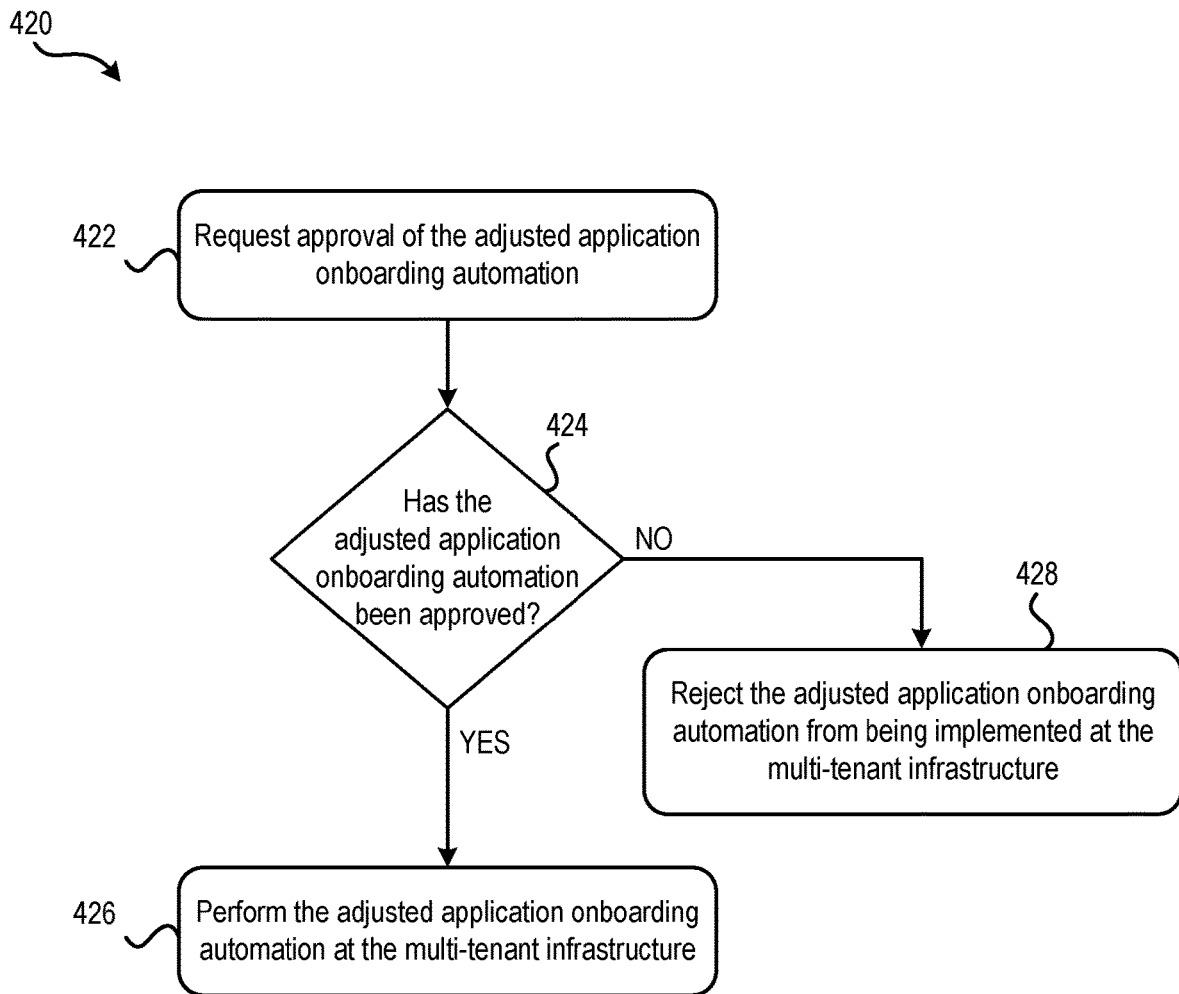 420
422
Request approval of the adjusted application
onboarding automation
424
Has the
adjusted application
onboarding automation
been approved?
NO
428
Reject the adjusted application onboarding
automation from being implemented at the
multi-tenant infrastructure
YES
426
Perform the adjusted application onboarding
automation at the multi-tenant infrastructure